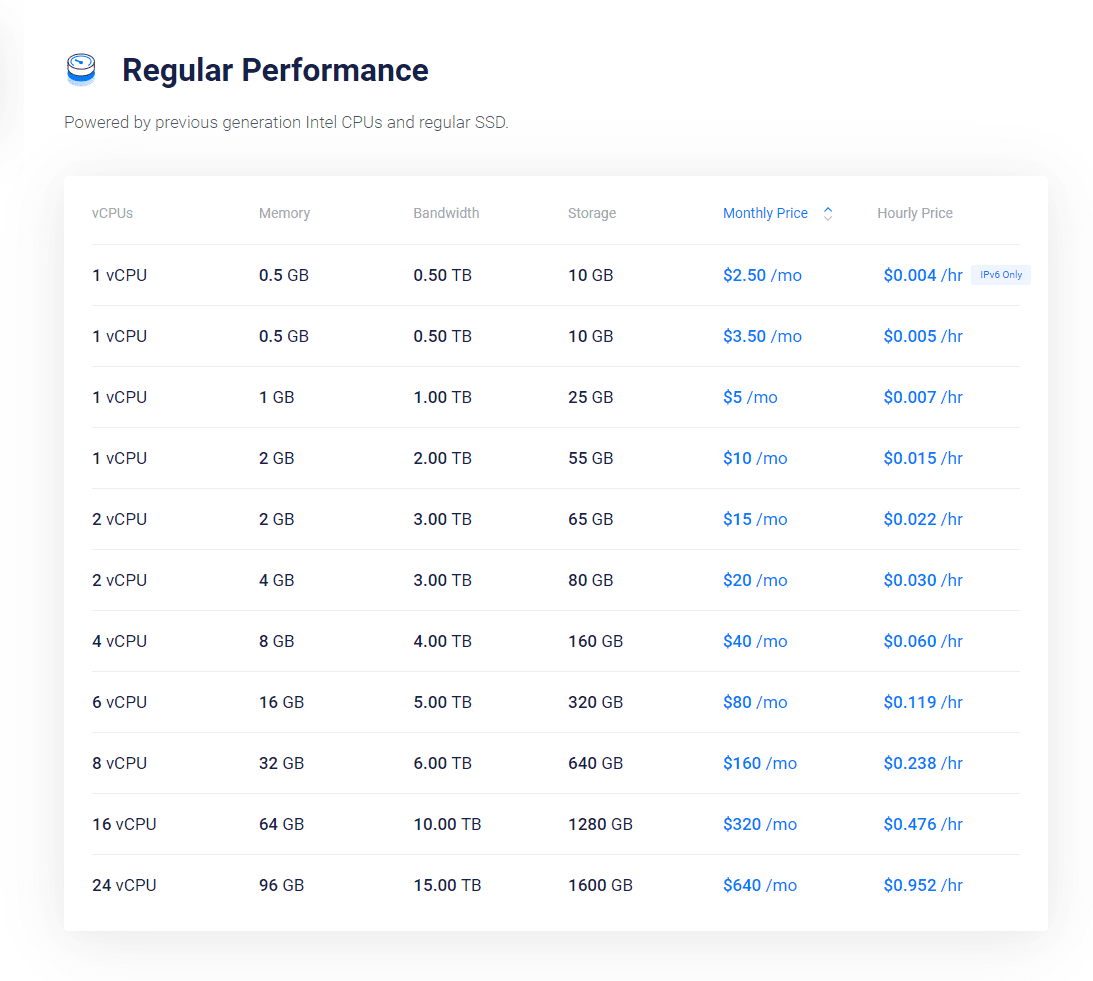 Regular Performance
Powered by previous generation Intel CPUs and regular SSD.
vCPUs Memory Bandwidth Storage Monthly Price Hourly Price
1 vCPU 0.5 GB 0.50 TB 10 GB $2.50 /mo $0.004 /hr IPv6 Only
1 vCPU 0.5 GB 0.50 TB 10 GB $3.50 /mo $0.005 /hr
1 vCPU 1 GB 1.00 TB 25 GB $5 /mo $0.007 /hr
1 vCPU 2 GB 2.00 TB 55 GB $10 /mo $0.015 /hr
2 vCPU 2 GB 3.00 TB 65 GB $15 /mo $0.022 /hr
2 vCPU 4 GB 3.00 TB 80 GB $20 /mo $0.030 /hr
4 vCPU 8 GB 4.00 TB 160 GB $40 /mo $0.060 /hr
6 vCPU 16 GB 5.00 TB 320 GB $80 /mo $0.119 /hr
8 vCPU 32 GB 6.00 TB 640 GB $160 /mo $0.238 /hr
16 vCPU 64 GB 10.00 TB 1280 GB $320 /mo $0.476 /hr
24 vCPU 96 GB 15.00 TB 1600 GB $640 /mo $0.952 /hr